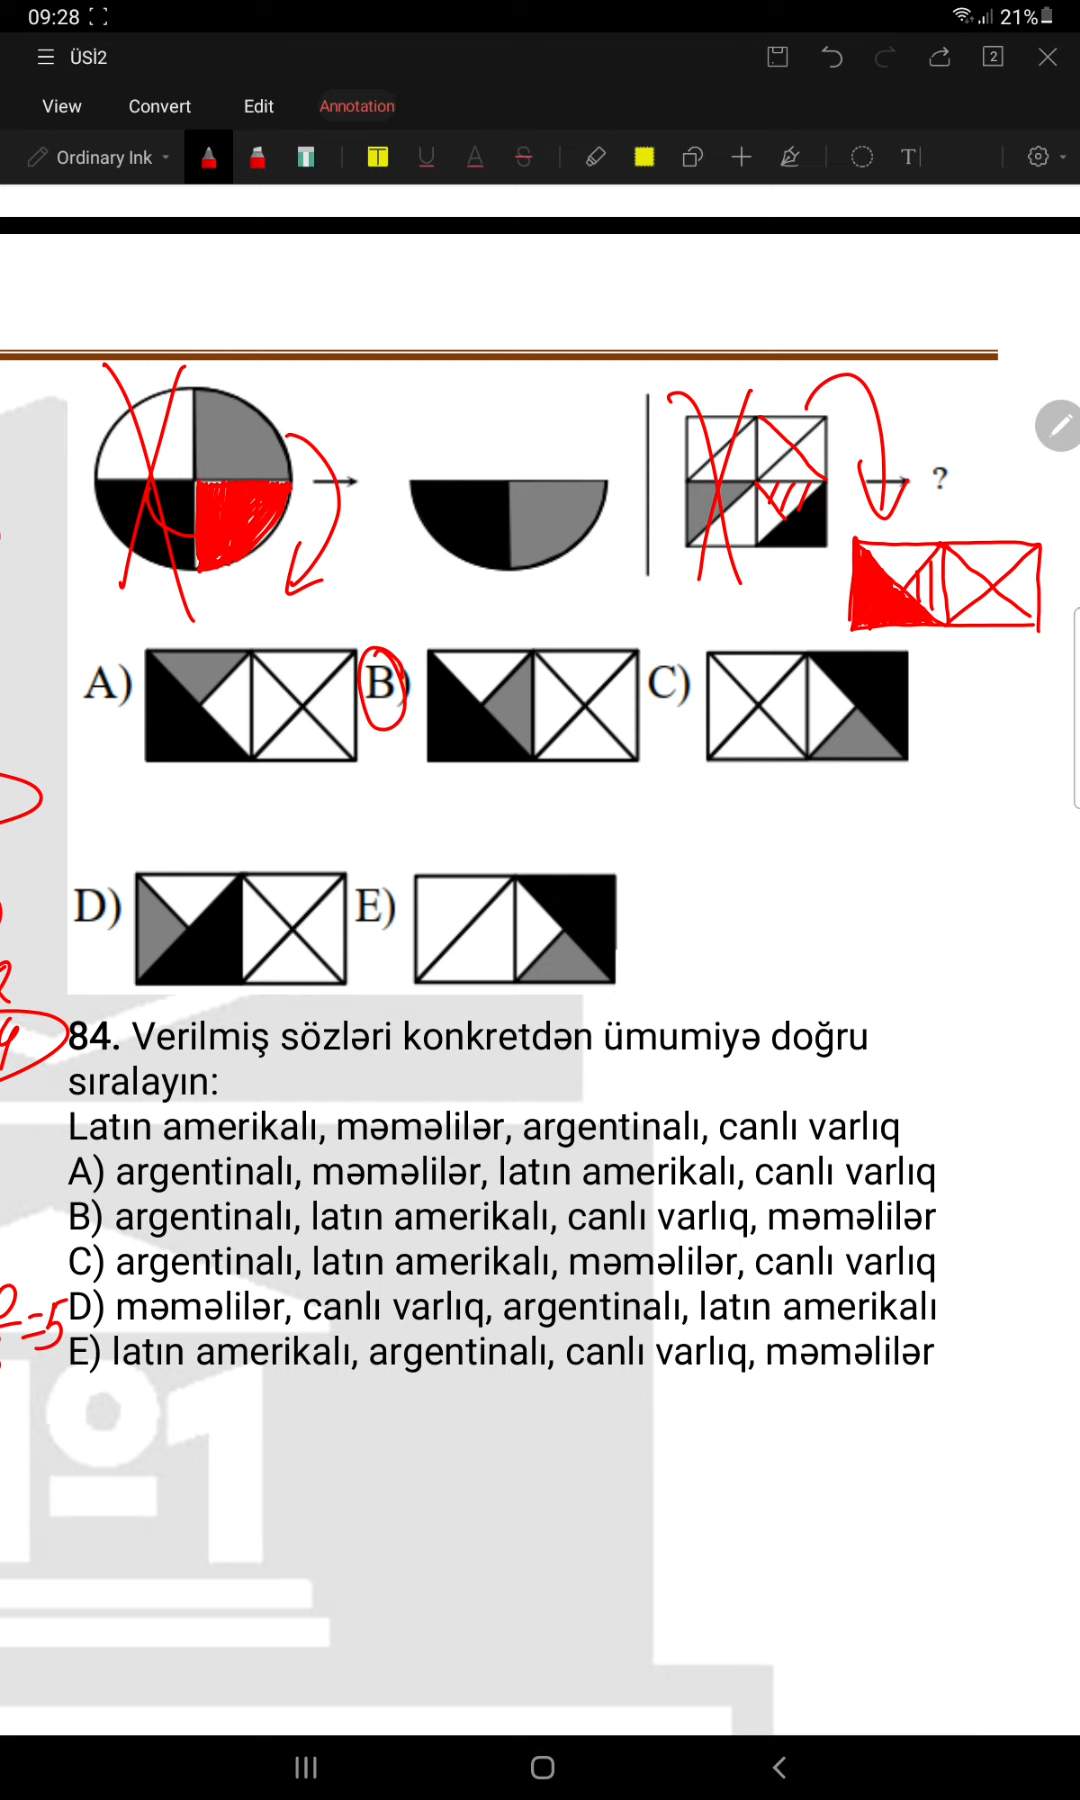 09:28
21%
ÜSİ2
2
View Convert Edit Annotation
Ordinary Ink T U A S T
?
A) B) C)
D) E)
84. Verilmiş sözləri konkretdən ümumiyə doğru
sıralayın:
Latın amerikalı, məməlilər, argentinalı, canlı varlıq
A) argentinalı, məməlilər, latın amerikalı, canlı varlıq
B) argentinalı, latın amerikalı, canlı varlıq, məməlilər
C) argentinalı, latın amerikalı, məməlilər, canlı varlıq
D) məməlilər, canlı varlıq, argentinalı, latın amerikalı
=5
E) latın amerikalı, argentinalı, canlı varlıq, məməlilər